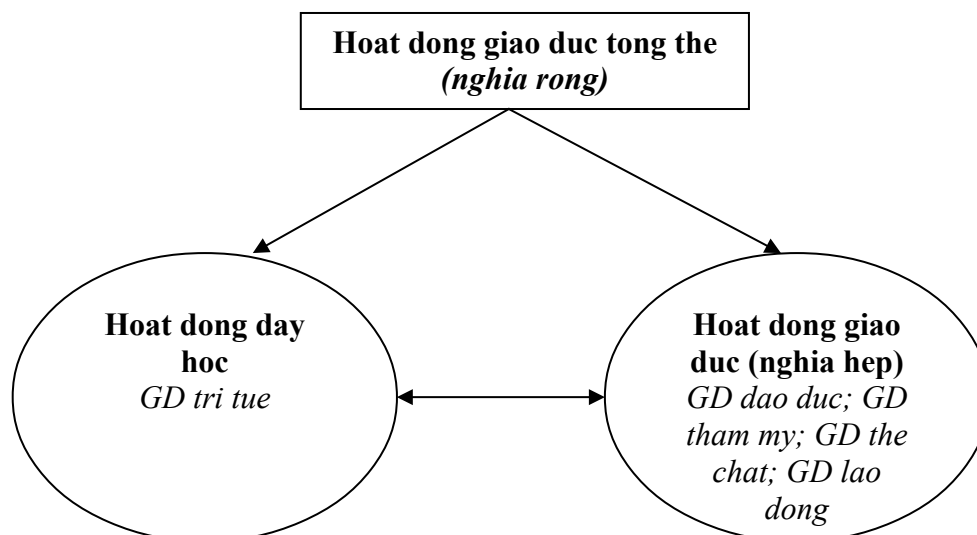 Hoat dong giao duc tong the
(nghia rong)
Hoat dong day
hoc
GD tri tue
Hoat dong giao
duc (nghia hep)
GD dao duc; GD
tham my; GD the
chat; GD lao
dong